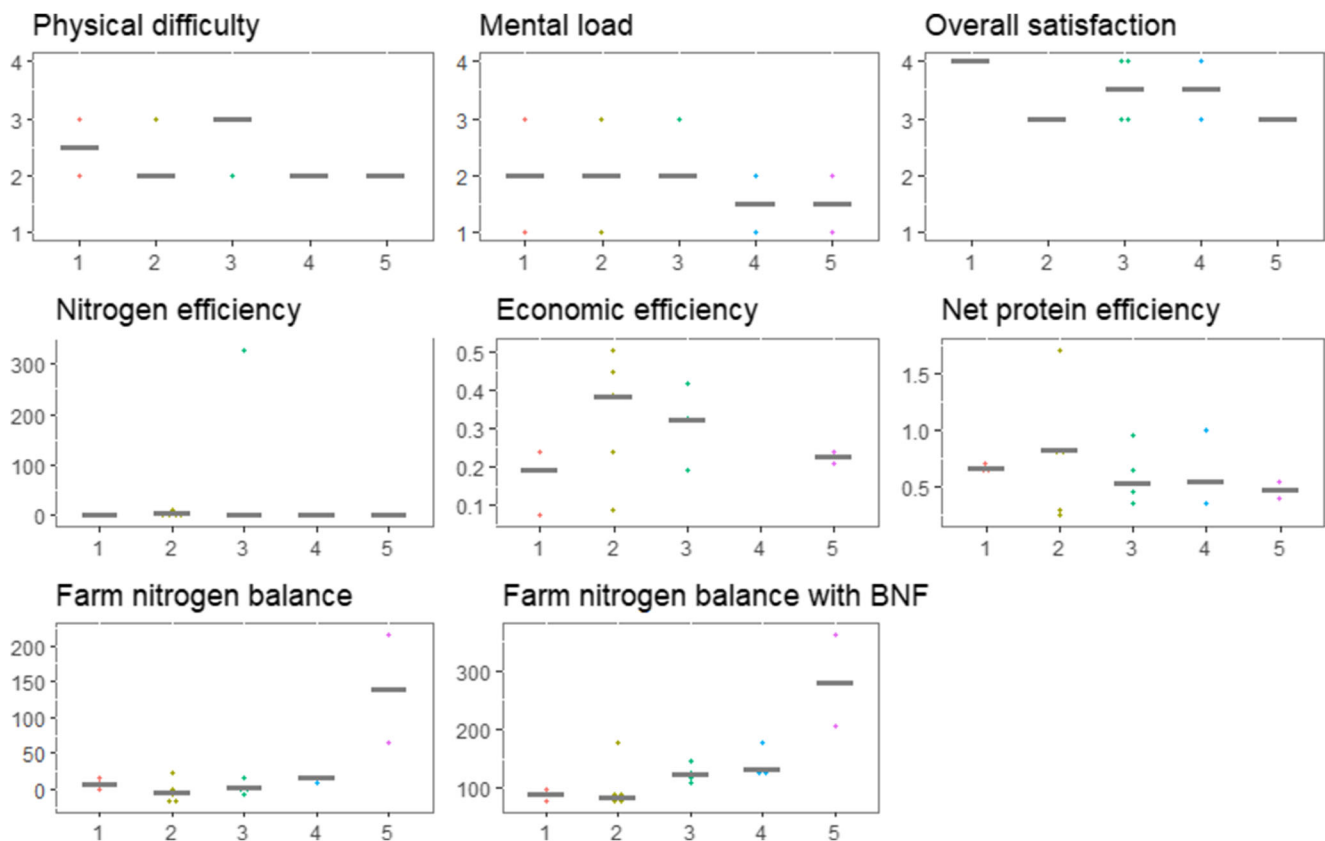 Physical difficulty
4
3
2
1
1 2 3 4 5
Mental load
4
3
2
1
1 2 3 4 5
Overall satisfaction
4
3
2
1
1 2 3 4 5
Nitrogen efficiency
300
200
100
0
1 2 3 4 5
Economic efficiency
0.5
0.4
0.3
0.2
0.1
1 2 3 4 5
Net protein efficiency
1.5
1.0
0.5
1 2 3 4 5
Farm nitrogen balance
200
150
100
50
0
1 2 3 4 5
Farm nitrogen balance with BNF
300
200
100
1 2 3 4 5